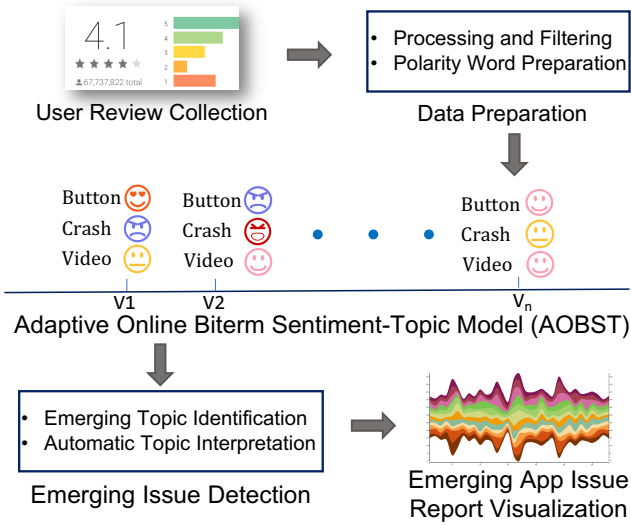 4.1
67,737,822 total
5
4
3
2
1
User Review Collection
• Processing and Filtering
• Polarity Word Preparation
Data Preparation
Button
Crash
Video
V1
Button
Crash
Video
V2
Button
Crash
Video
Vn
Adaptive Online Biterm Sentiment-Topic Model (AOBST)
• Emerging Topic Identification
• Automatic Topic Interpretation
Emerging Issue Detection
Emerging App Issue
Report Visualization